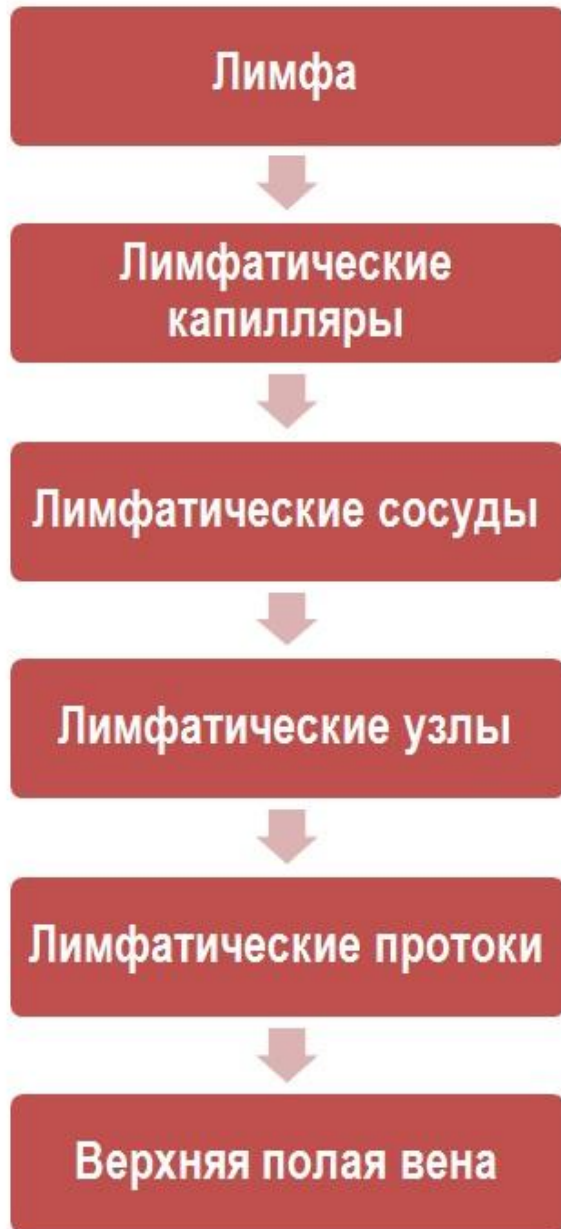 Лимфа
Лимфатические
капилляры
Лимфатические сосуды
Лимфатические узлы
Лимфатические протоки
Верхняя полая вена